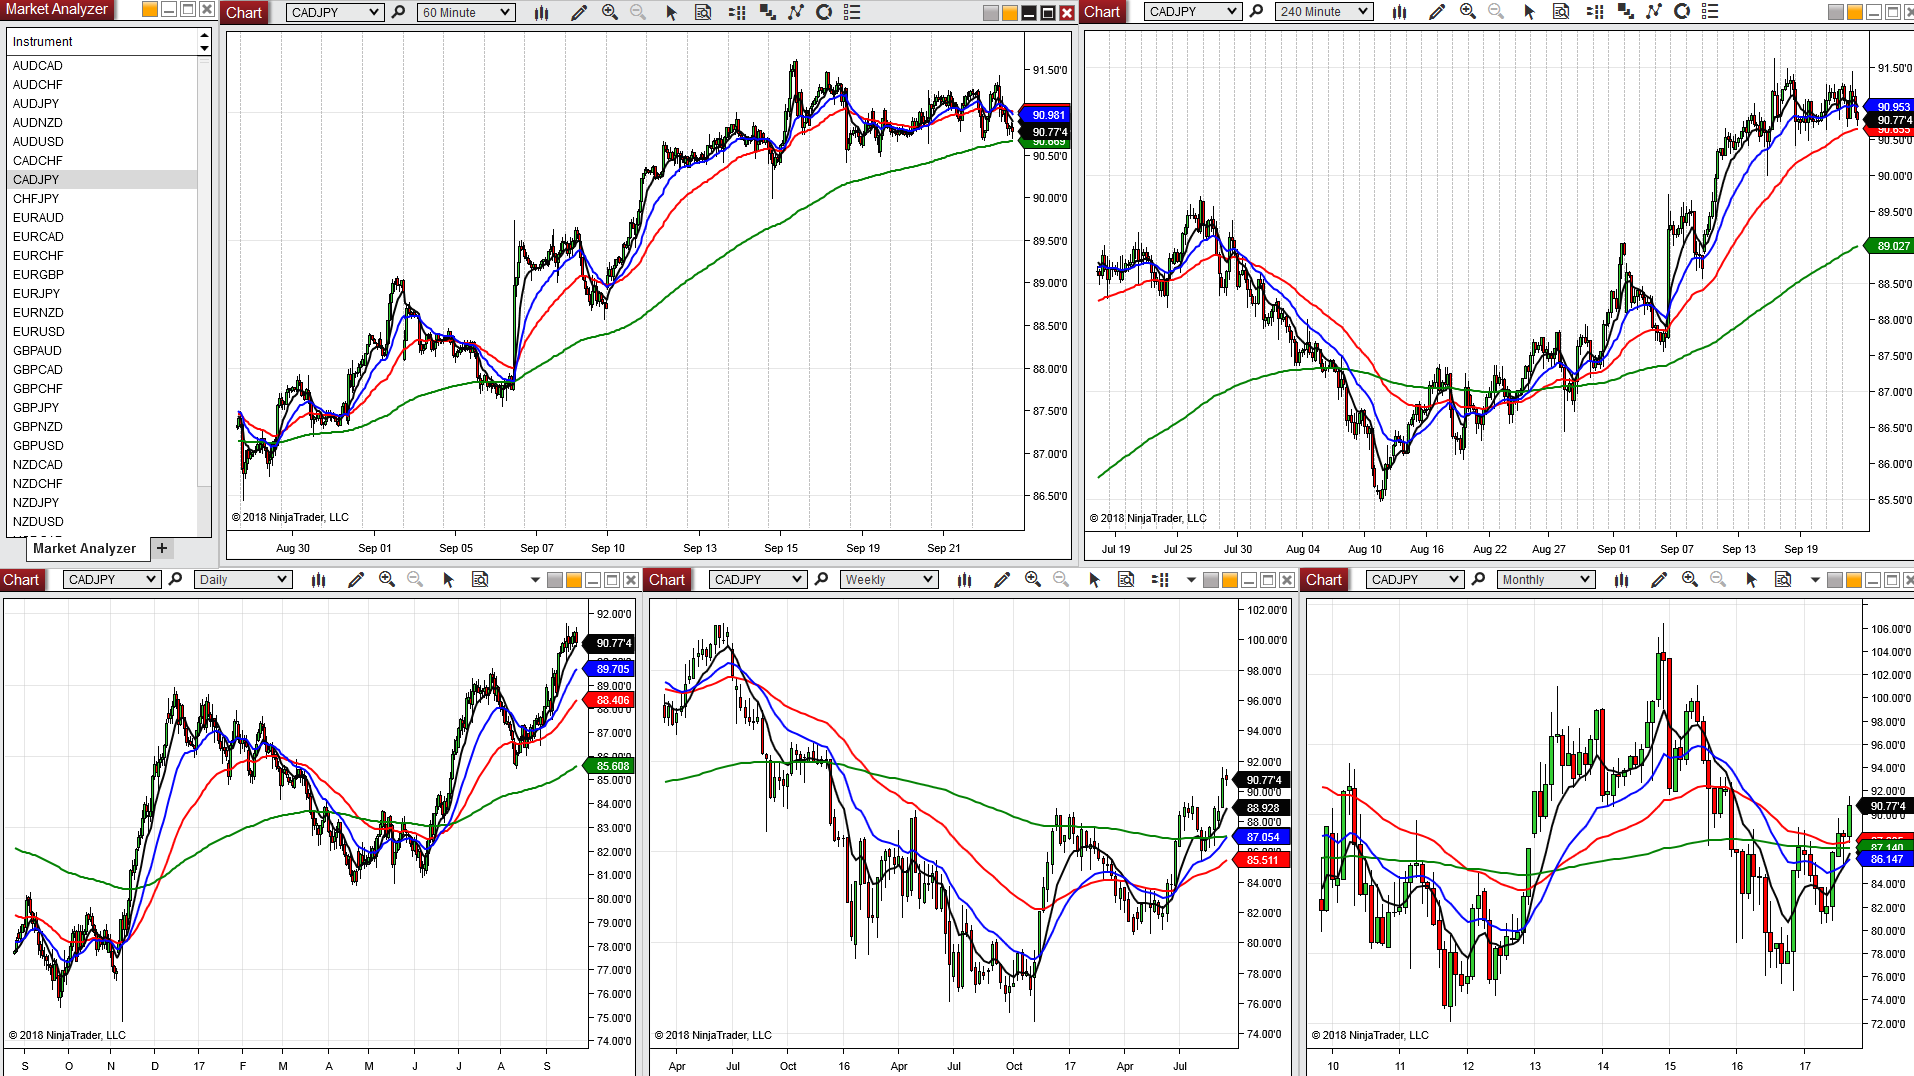 Market Analyzer
Instrument
AUDCAD
AUDCHF
AUDJPY
AUDNZD
AUDUSD
CADCHF
CADJPY
CHFJPY
EURAUD
EURCAD
EURCHF
EURGBP
EURJPY
EURNZD
EURUSD
GBPAUD
GBPCAD
GBPCHF
GBPJPY
GBPNZD
GBPUSD
NZDCAD
NZDCHF
NZDJPY
NZDUSD
Market Analyzer +
Chart CADJPY 60 Minute
91.50'0
90.981
90.77'4
90.669
90.50'0
90.00'0
89.50'0
89.00'0
88.50'0
88.00'0
87.50'0
87.00'0
86.50'0
© 2018 NinjaTrader, LLC
Aug 30 Sep 01 Sep 05 Sep 07 Sep 10 Sep 13 Sep 15 Sep 19 Sep 21
Chart CADJPY 240 Minute
91.50'0
90.953
90.77'4
90.655
90.50'0
90.00'0
89.50'0
89.027
88.50'0
88.00'0
87.50'0
87.00'0
86.50'0
86.00'0
85.50'0
© 2018 NinjaTrader, LLC
Jul 19 Jul 25 Jul 30 Aug 04 Aug 10 Aug 16 Aug 22 Aug 27 Sep 01 Sep 07 Sep 13 Sep 19
Chart CADJPY Daily
92.00'0
90.77'4
89.705
89.00'0
88.406
88.00'0
87.00'0
86.00'0
85.608
85.00'0
84.00'0
83.00'0
82.00'0
81.00'0
80.00'0
79.00'0
78.00'0
77.00'0
76.00'0
75.00'0
74.00'0
© 2018 NinjaTrader, LLC
S O N D 17 F M A M J J A S
Chart CADJPY Weekly
102.00'0
100.00'0
98.00'0
96.00'0
94.00'0
92.00'0
90.77'4
90.00'0
88.928
88.00'0
87.054
86.00'0
85.511
84.00'0
82.00'0
80.00'0
78.00'0
76.00'0
74.00'0
© 2018 NinjaTrader, LLC
Apr Jul Oct 16 Apr Jul Oct 17 Apr Jul
Chart CADJPY Monthly
106.00'0
104.00'0
102.00'0
100.00'0
98.00'0
96.00'0
94.00'0
92.00'0
90.77'4
90.00'0
87.140
86.147
84.00'0
82.00'0
80.00'0
78.00'0
76.00'0
74.00'0
72.00'0
© 2018 NinjaTrader, LLC
10 11 12 13 14 15 16 17